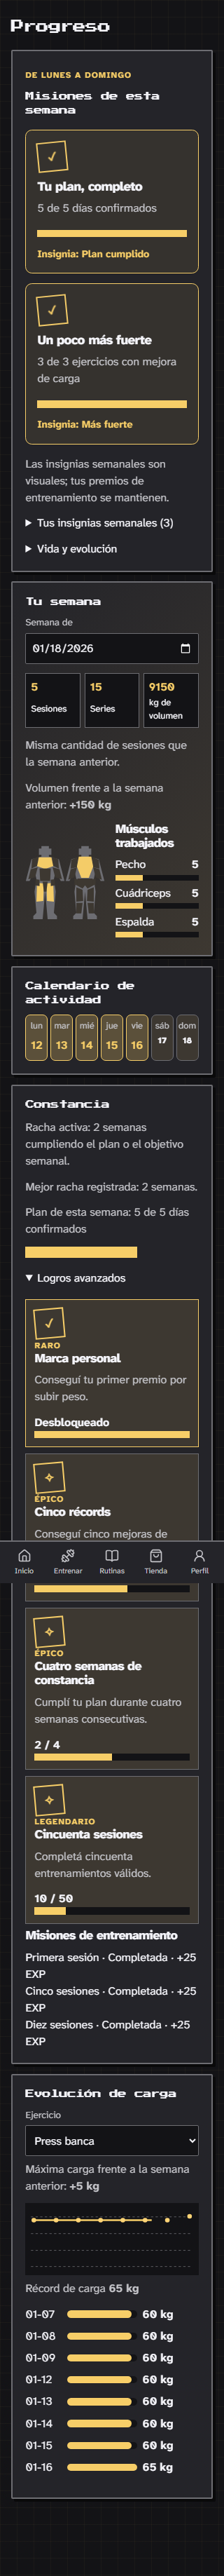 Progreso
DE LUNES A DOMINGO
Misiones de esta
semana
Tu plan, completo
5 de 5 días confirmados
Insignia: Plan cumplido
Un poco más fuerte
3 de 3 ejercicios con mejora
de carga
Insignia: Más fuerte
Las insignias semanales son
visuales; tus premios de
entrenamiento se mantienen.
Tus insignias semanales (3)
Vida y evolución
Tu semana
Semana de
01/18/2026
5 15 9150
Sesiones Series kg de
volumen
Misma cantidad de sesiones que
la semana anterior.
Volumen frente a la semana
anterior: +150 kg
Músculos
trabajados
Pecho 5
Cuádriceps 5
Espalda 5
Calendario de
actividad
lun mar mié jue vie sáb dom
12 13 14 15 16 17 18
Constancia
Racha activa: 2 semanas
cumpliendo el plan o el objetivo
semanal.
Mejor racha registrada: 2 semanas.
Plan de esta semana: 5 de 5 días
confirmados
Logros avanzados
RARO
Marca personal
Conseguí tu primer premio por
subir peso.
Desbloqueado
ÉPICO
Cinco récords
Conseguí cinco mejoras de
Inicio Entrenar Rutinas Tienda Perfil
ÉPICO
Cuatro semanas de
constancia
Cumplí tu plan durante cuatro
semanas consecutivas.
2 / 4
LEGENDARIO
Cincuenta sesiones
Completá cincuenta
entrenamientos válidos.
10 / 50
Misiones de entrenamiento
Primera sesión · Completada · +25
EXP
Cinco sesiones · Completada · +25
EXP
Diez sesiones · Completada · +25
EXP
Evolución de carga
Ejercicio
Press banca
Máxima carga frente a la semana
anterior: +5 kg
Récord de carga 65 kg
01-07 60 kg
01-08 60 kg
01-09 60 kg
01-12 60 kg
01-13 60 kg
01-14 60 kg
01-15 60 kg
01-16 65 kg